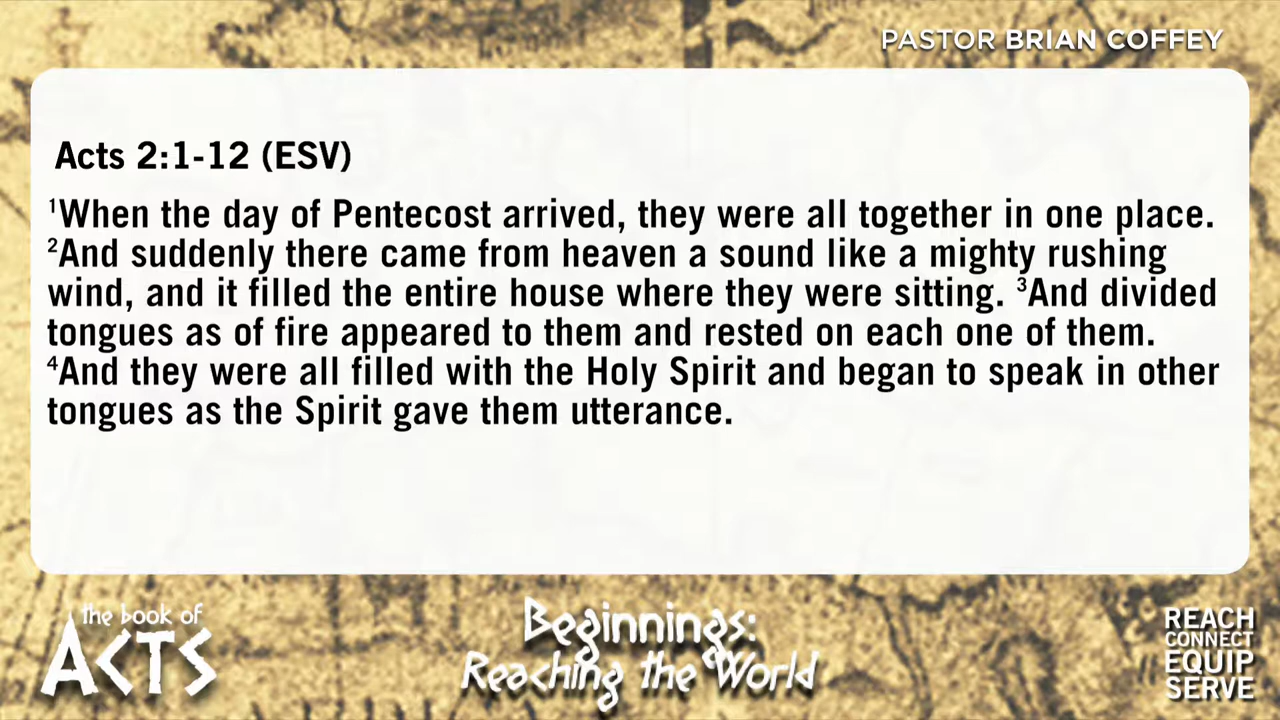 PASTOR BRIAN COFFEY
Acts 2:1-12 (ESV)
¹When the day of Pentecost arrived, they were all together in one place.
²And suddenly there came from heaven a sound like a mighty rushing
wind, and it filled the entire house where they were sitting. ³And divided
tongues as of fire appeared to them and rested on each one of them.
⁴And they were all filled with the Holy Spirit and began to speak in other
tongues as the Spirit gave them utterance.
the book of
ACTS
Beginnings:
Reaching the World
REACH
CONNECT
EQUIP
SERVE